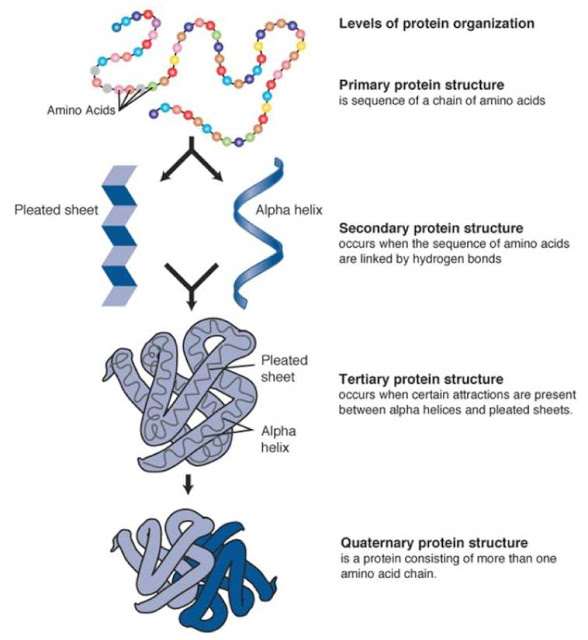 Levels of protein organization
Primary protein structure
is sequence of a chain of amino acids
Amino Acids
Pleated sheet
Alpha helix
Secondary protein structure
occurs when the sequence of amino acids
are linked by hydrogen bonds
Pleated
sheet
Alpha
helix
Tertiary protein structure
occurs when certain attractions are present
between alpha helices and pleated sheets.
Quaternary protein structure
is a protein consisting of more than one
amino acid chain.